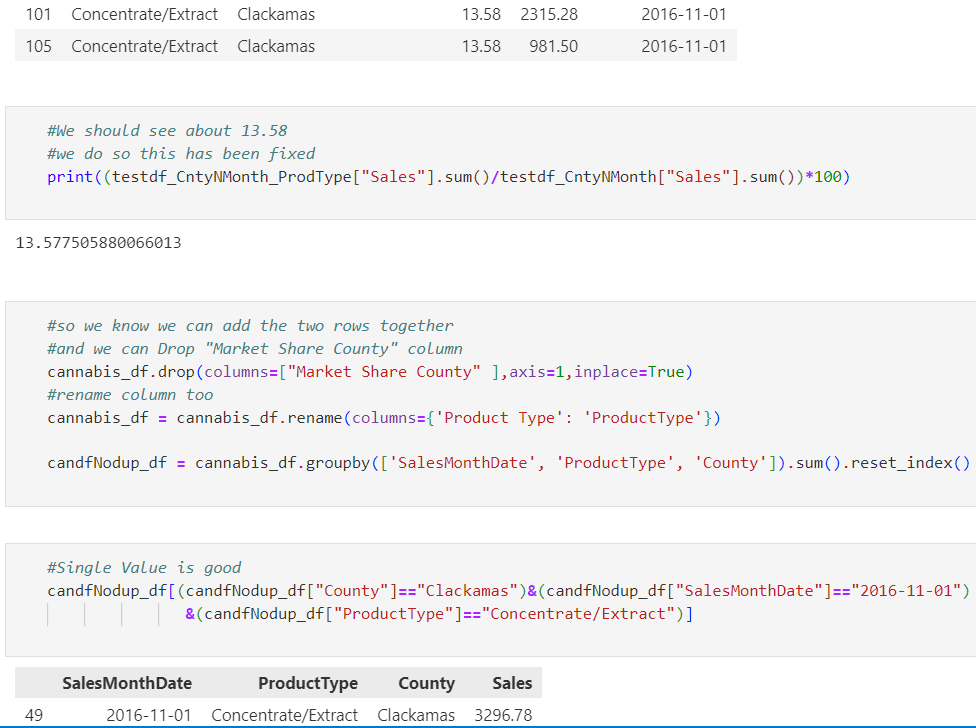 101 Concentrate/Extract Clackamas 13.58 2315.28 2016-11-01
105 Concentrate/Extract Clackamas 13.58 981.50 2016-11-01
#We should see about 13.58
#we do so this has been fixed
print((testdf_CntyNMonth_ProdType["Sales"].sum()/testdf_CntyNMonth["Sales"].sum())*100)
13.577505880066013
#so we know we can add the two rows together
#and we can Drop "Market Share County" column
cannabis_df.drop(columns=["Market Share County" ],axis=1,inplace=True)
#rename column too
cannabis_df = cannabis_df.rename(columns={'Product Type': 'ProductType'})
candfNodup_df = cannabis_df.groupby(['SalesMonthDate', 'ProductType', 'County']).sum().reset_index()
#Single Value is good
candfNodup_df[(candfNodup_df["County"]=="Clackamas")&(candfNodup_df["SalesMonthDate"]=="2016-11-01")
&(candfNodup_df["ProductType"]=="Concentrate/Extract")]
SalesMonthDate ProductType County Sales
49 2016-11-01 Concentrate/Extract Clackamas 3296.78